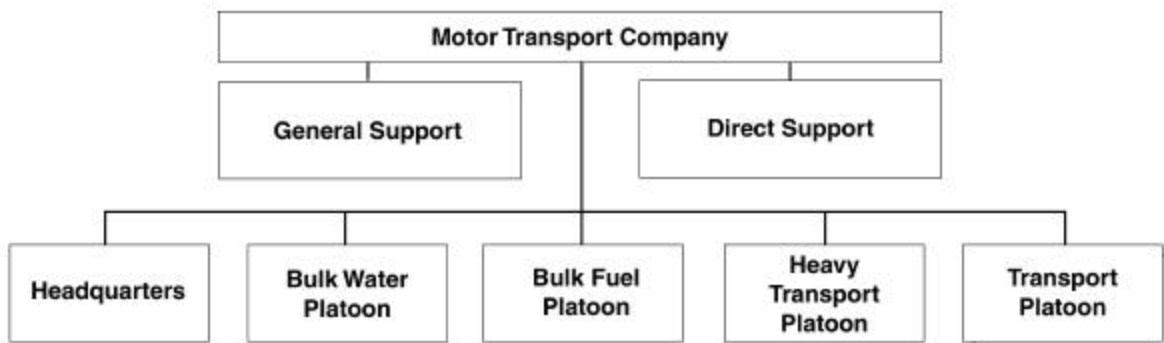 Motor Transport Company
General Support
Direct Support
Headquarters
Bulk Water
Platoon
Bulk Fuel
Platoon
Heavy
Transport
Platoon
Transport
Platoon